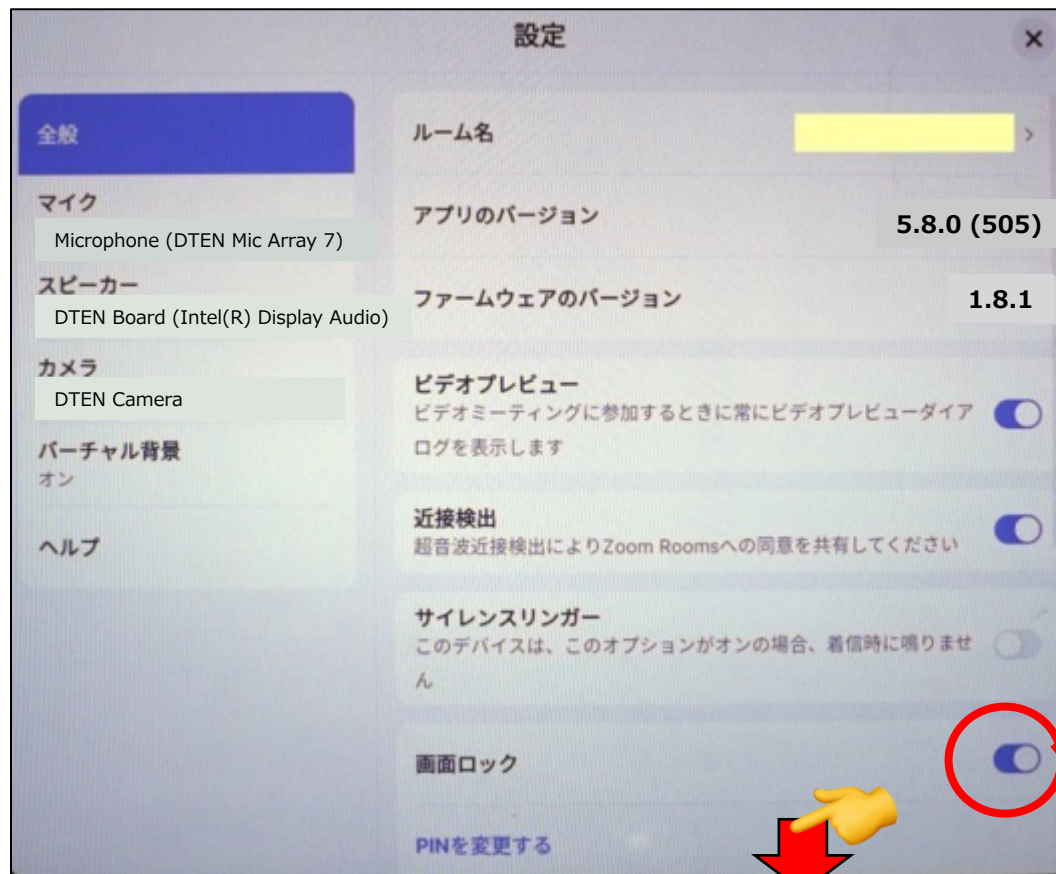 設定
全般
マイク
Microphone (DTEN Mic Array 7)
スピーカー
DTEN Board (Intel(R) Display Audio)
カメラ
DTEN Camera
バーチャル背景
オン
ヘルプ
ルーム名
アプリのバージョン
5.8.0 (505)
ファームウェアのバージョン
1.8.1
ビデオプレビュー
ビデオミーティングに参加するときに常にビデオプレビューダイア
ログを表示します
近接検出
超音波近接検出によりZoom Roomsへの同意を共有してください
サイレンスリンガー
このデバイスは、このオプションがオンの場合、着信時に鳴りませ
ん
画面ロック
PINを変更する